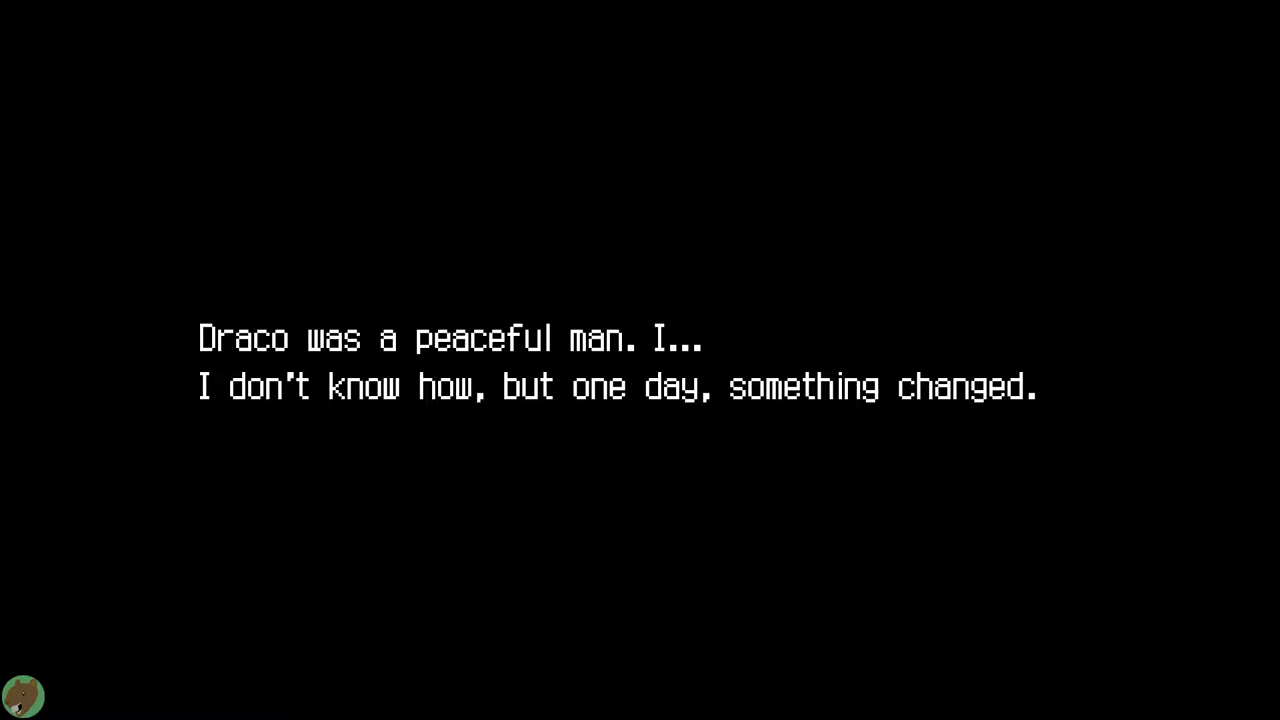 Draco was a peaceful man. I...
I don't know how, but one day, something changed.